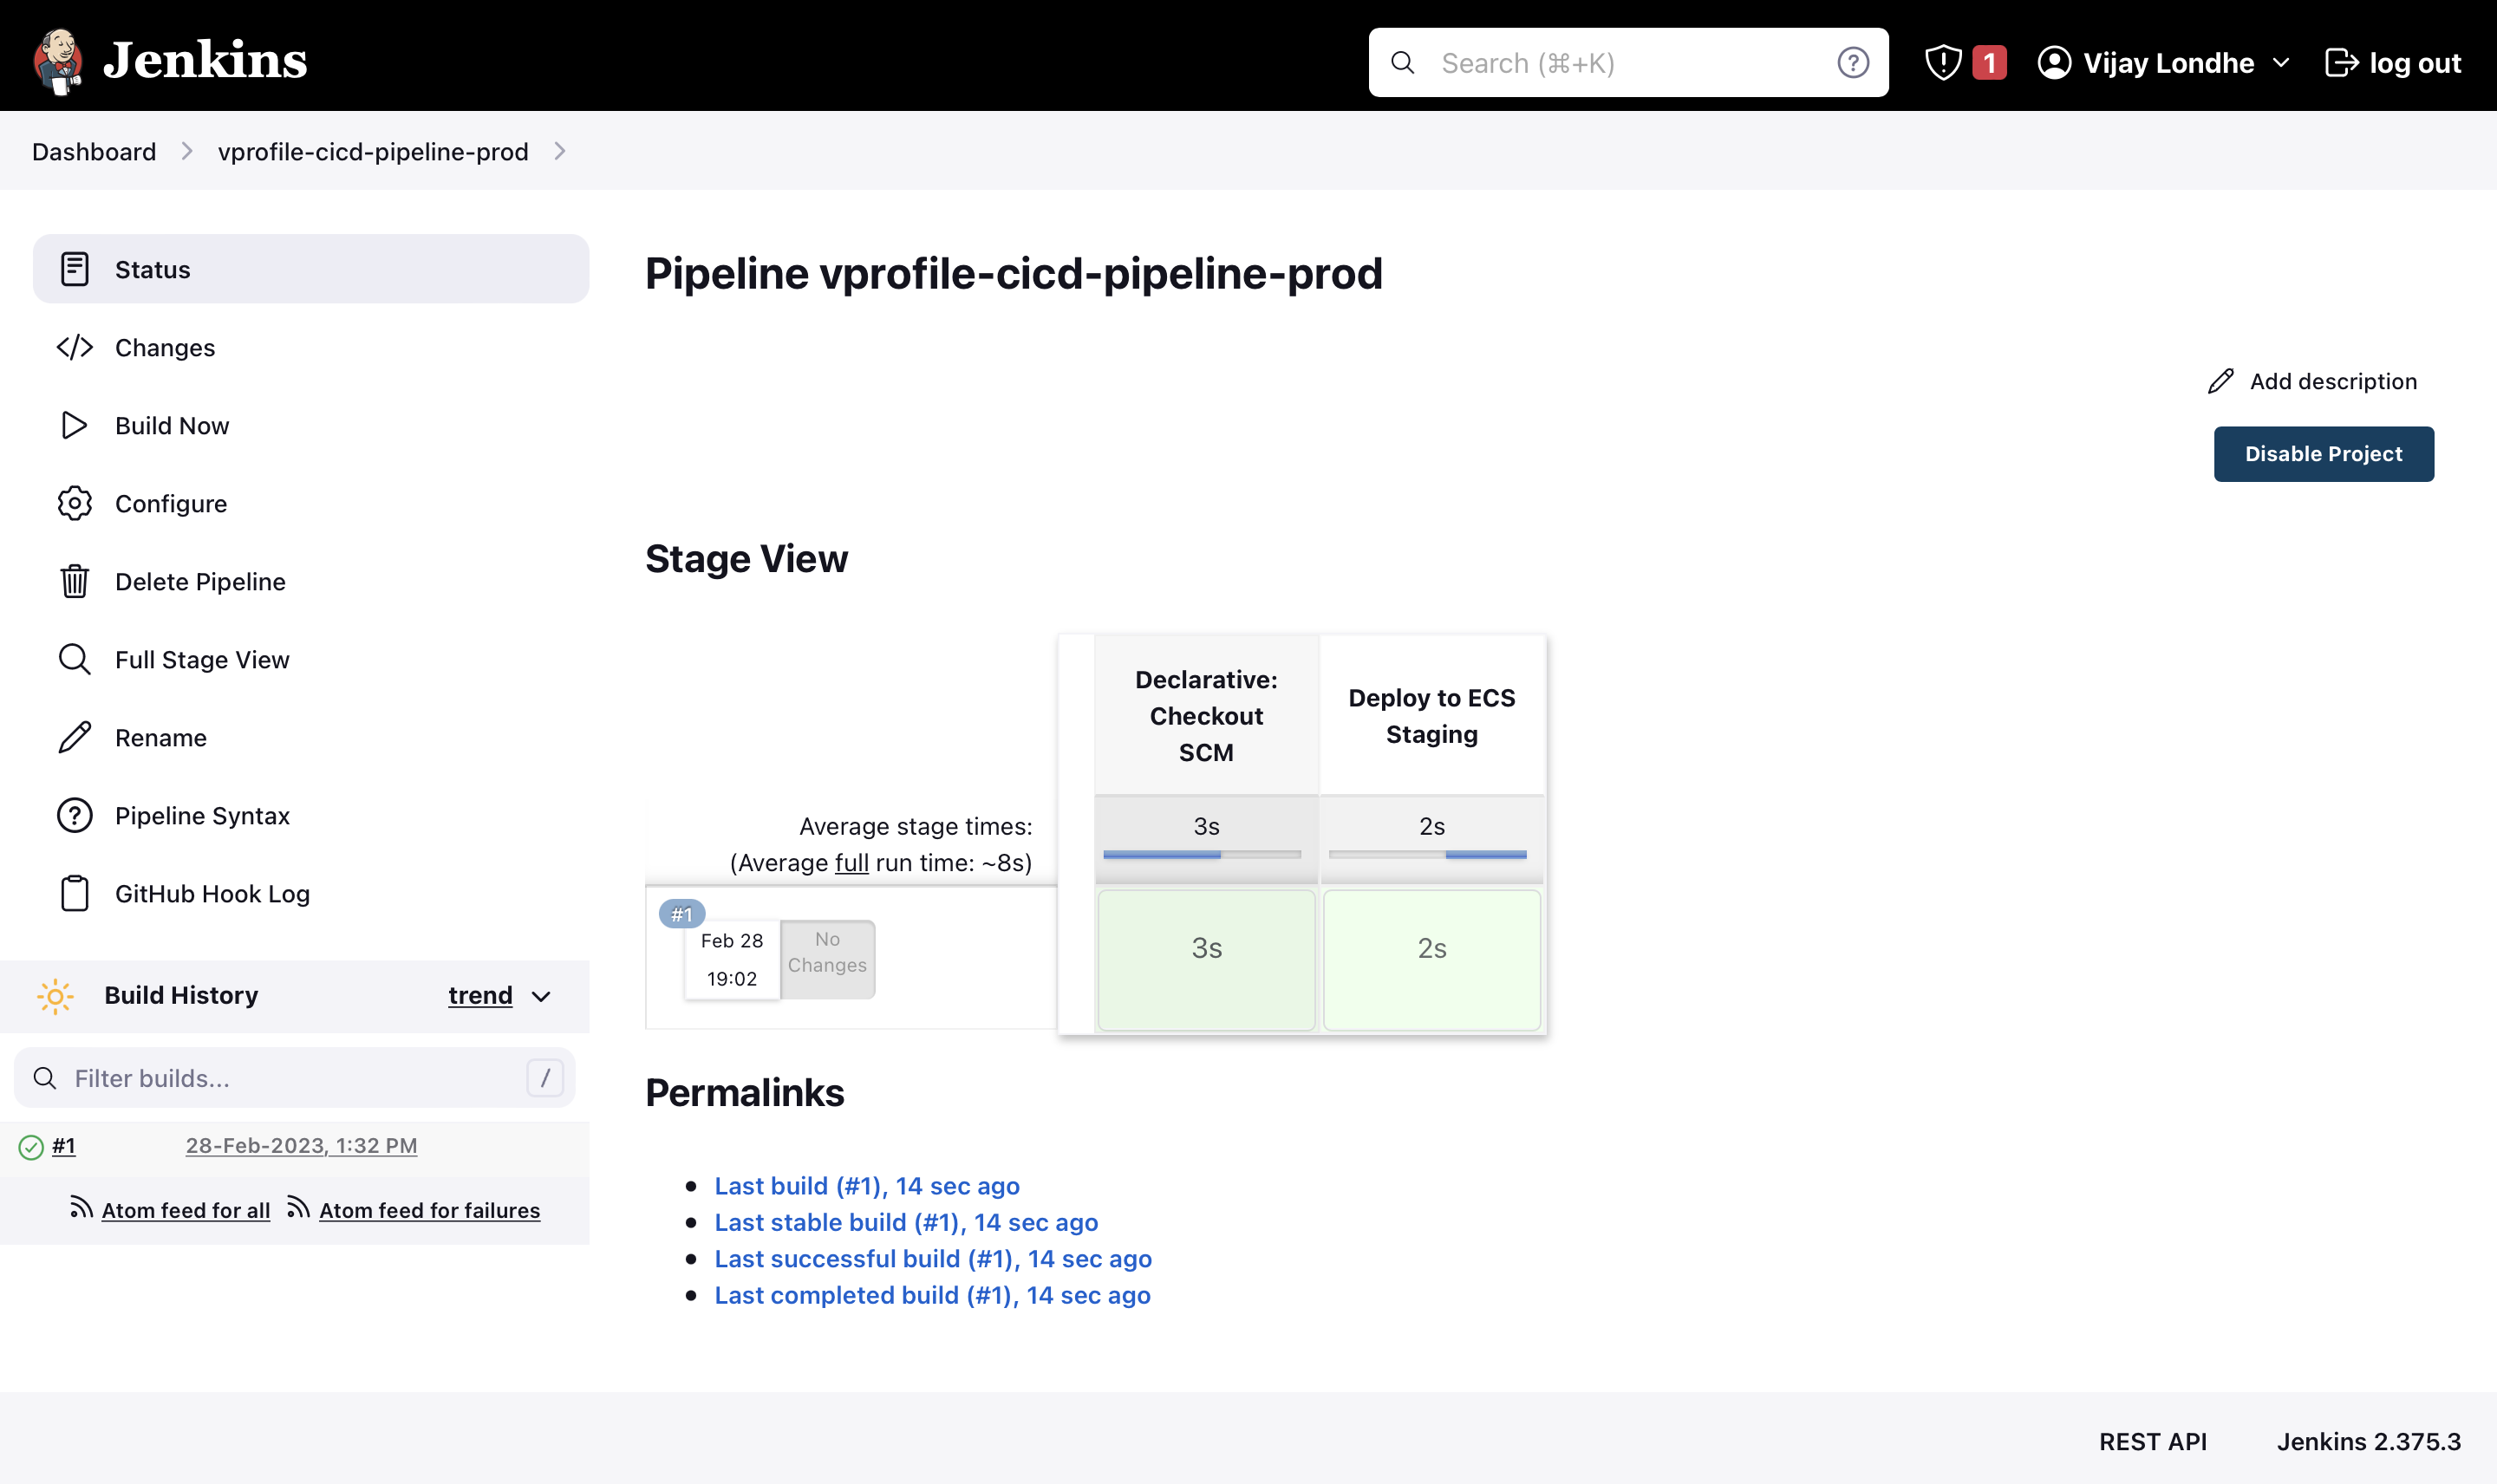 Jenkins
Search (⌘+K)
1
Vijay Londhe
log out
Dashboard
vprofile-cicd-pipeline-prod
Status
Changes
Build Now
Configure
Delete Pipeline
Full Stage View
Rename
Pipeline Syntax
GitHub Hook Log
Build History
trend
Filter builds...
/
#1
28-Feb-2023, 1:32 PM
Atom feed for all
Atom feed for failures
Pipeline vprofile-cicd-pipeline-prod
Add description
Disable Project
Stage View
Declarative:
Checkout
SCM
Deploy to ECS
Staging
Average stage times:
(Average full run time: ~8s)
3s
2s
#1
Feb 28
19:02
No
Changes
3s
2s
Permalinks
Last build (#1), 14 sec ago
Last stable build (#1), 14 sec ago
Last successful build (#1), 14 sec ago
Last completed build (#1), 14 sec ago
REST API
Jenkins 2.375.3